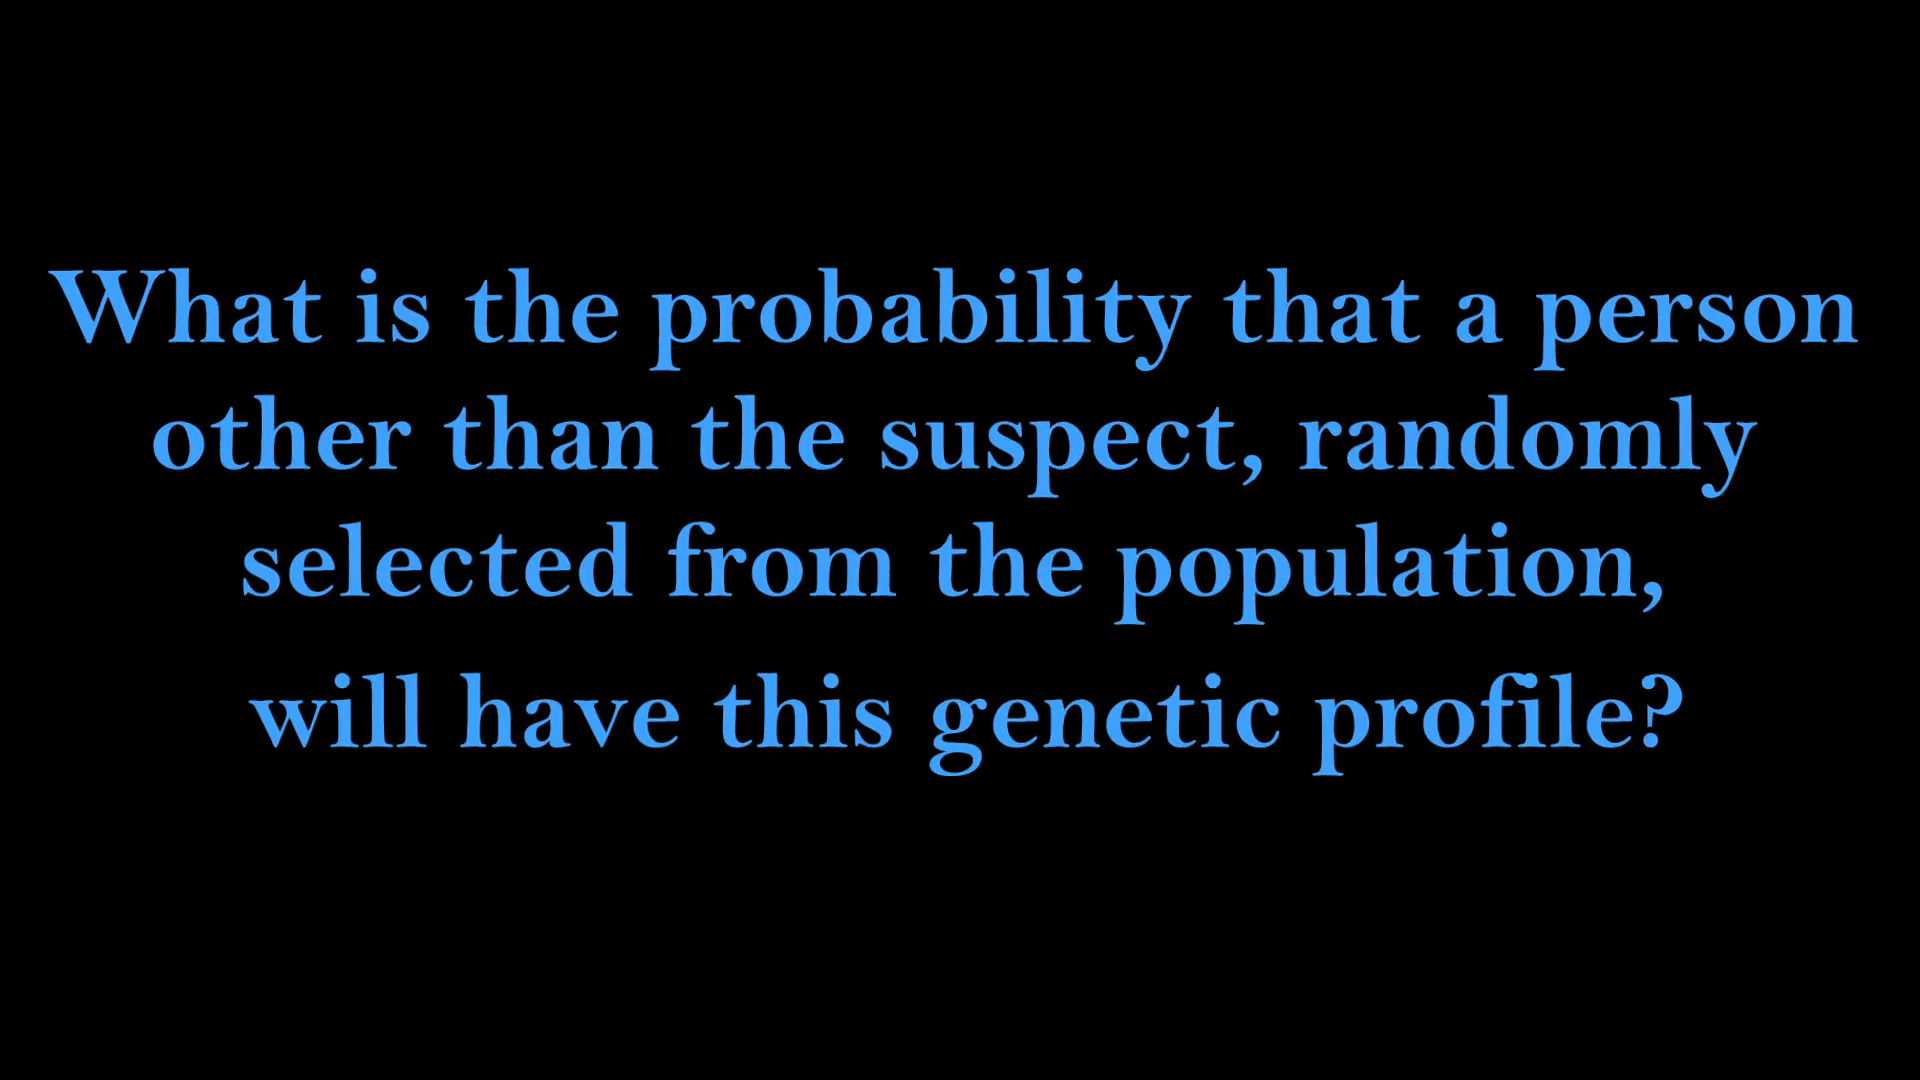 What is the probability that a person
other than the suspect, randomly
selected from the population,
will have this genetic profile?